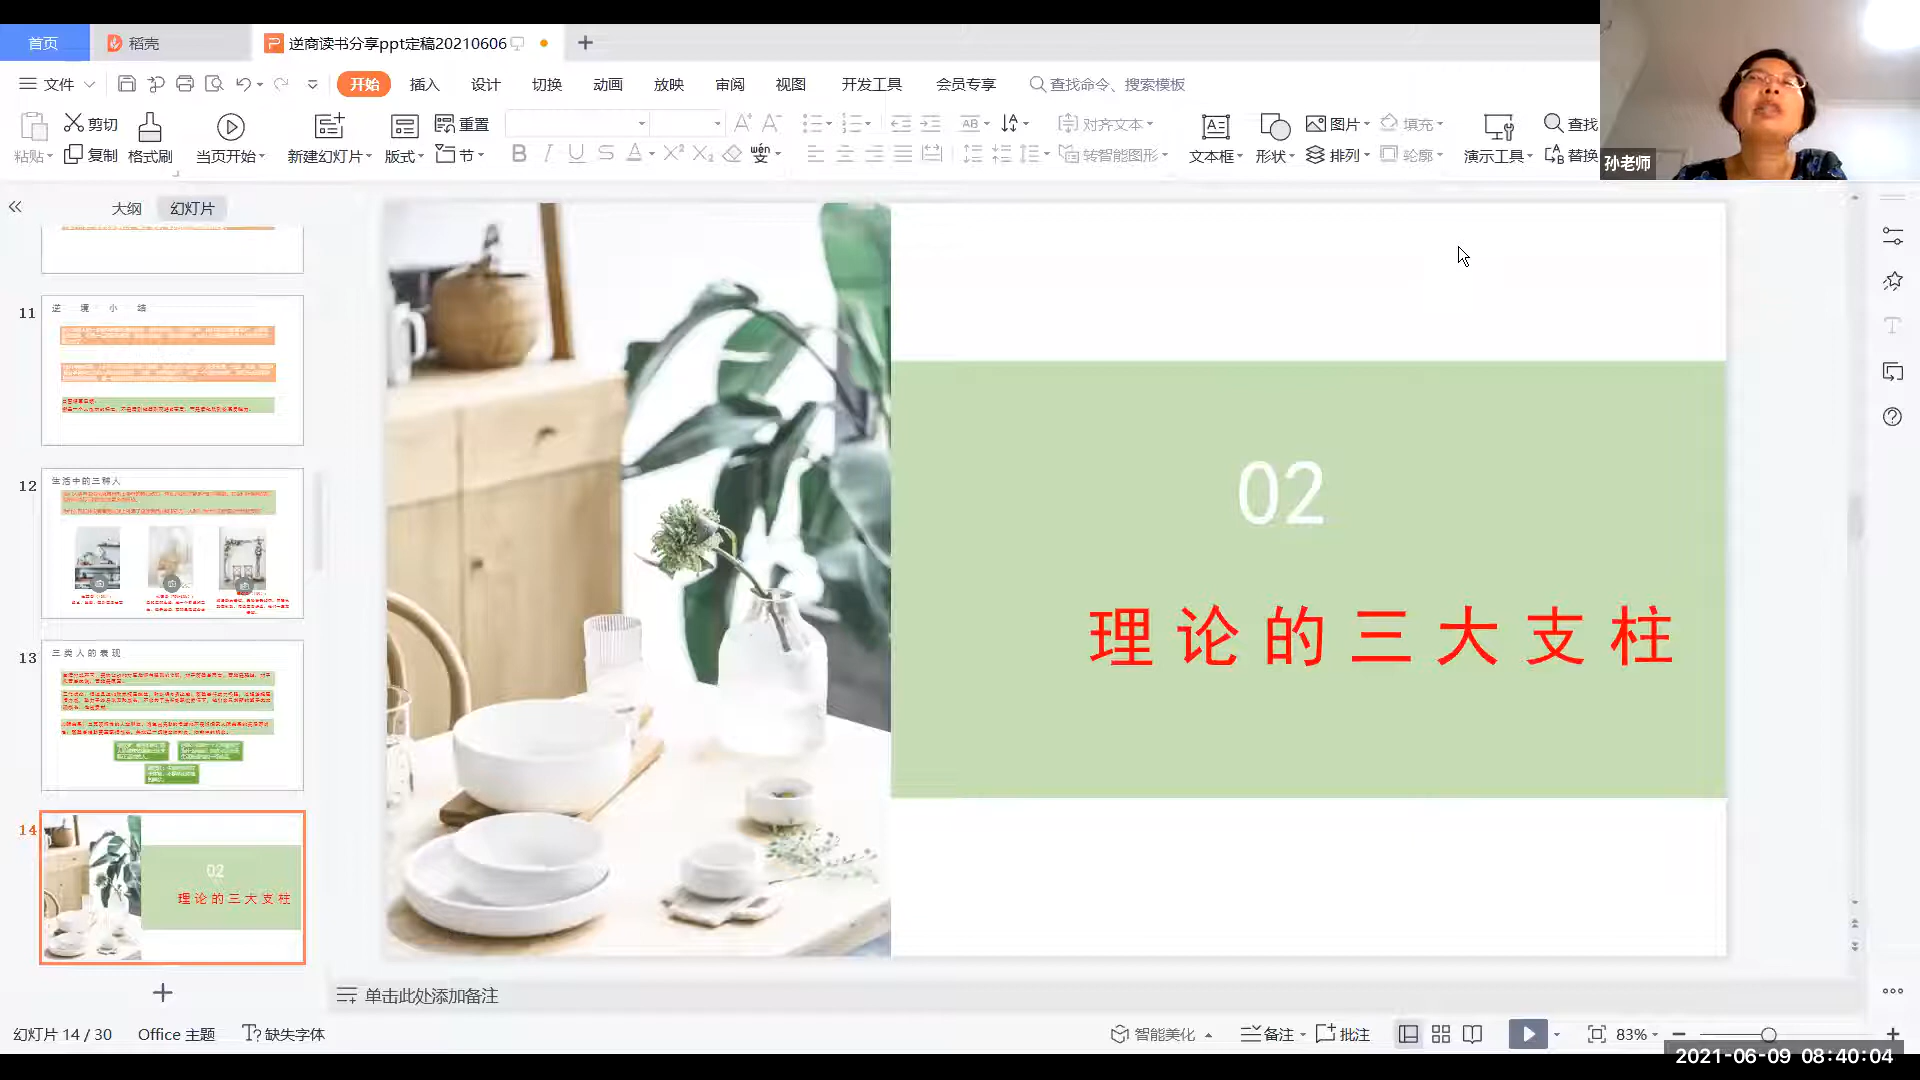 首页
稻壳
逆商读书分享ppt定稿20210606
文件
开始
插入
设计
切换
动画
放映
审阅
视图
开发工具
会员专享
查找命令、搜索模板
粘贴
剪切
复制
格式刷
当页开始
新建幻灯片
版式
重置
节
对齐文本
转智能图形
文本框
形状
图片
排列
填充
轮廓
演示工具
查找
替换
孙老师
大纲
幻灯片
11
逆 境 小 结
12
生活中的三种人
13
三类人的表现
14
02
理论的三大支柱
02
理论的三大支柱
单击此处添加备注
幻灯片 14 / 30
Office 主题
缺失字体
智能美化
备注
批注
83%
2021-06-09 08:40:04